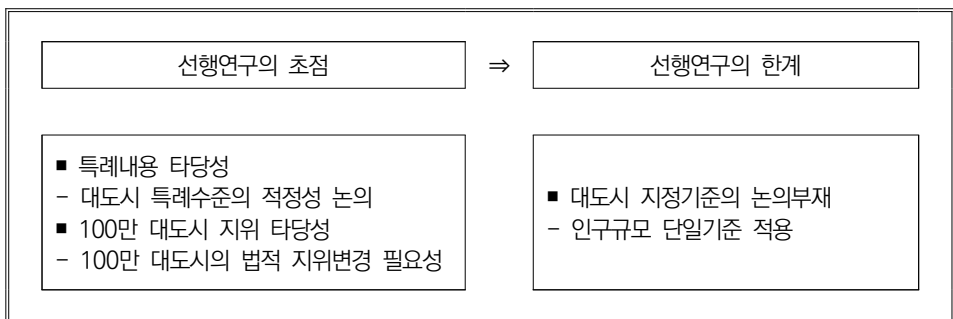 선행연구의 초점
⇒
선행연구의 한계
■ 특례내용 타당성
- 대도시 특례수준의 적정성 논의
■ 100만 대도시 지위 타당성
- 100만 대도시의 법적 지위변경 필요성
■ 대도시 지정기준의 논의부재
- 인구규모 단일기준 적용